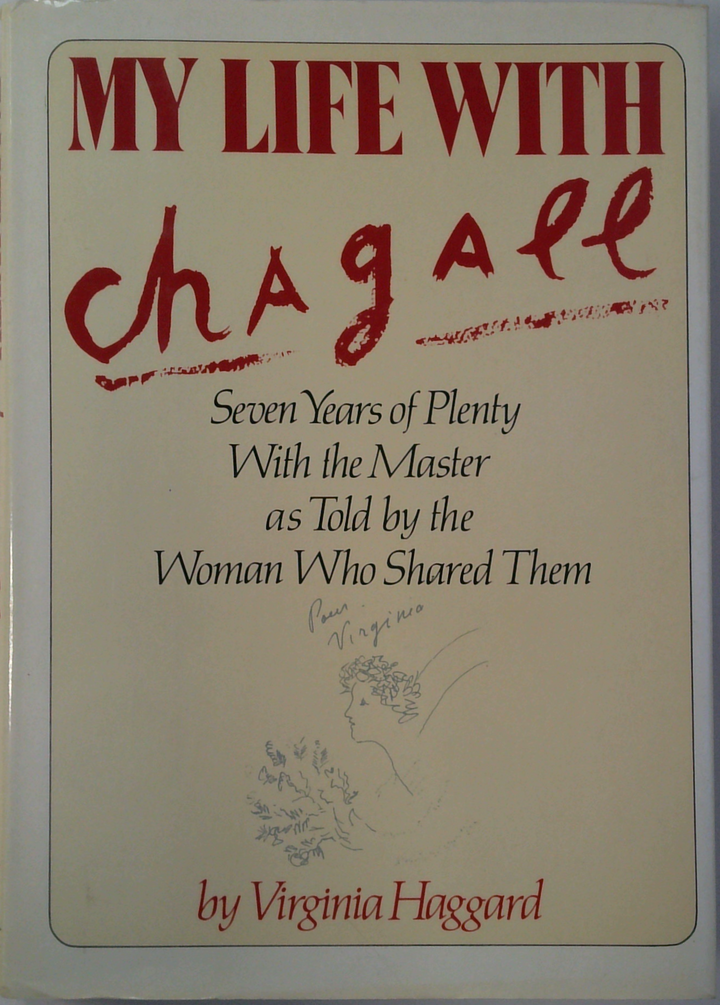 MY LIFE WITH
chagall
Seven Years of Plenty
With the Master
as Told by the
Woman Who Shared Them
Pour
Virginia
by Virginia Haggard